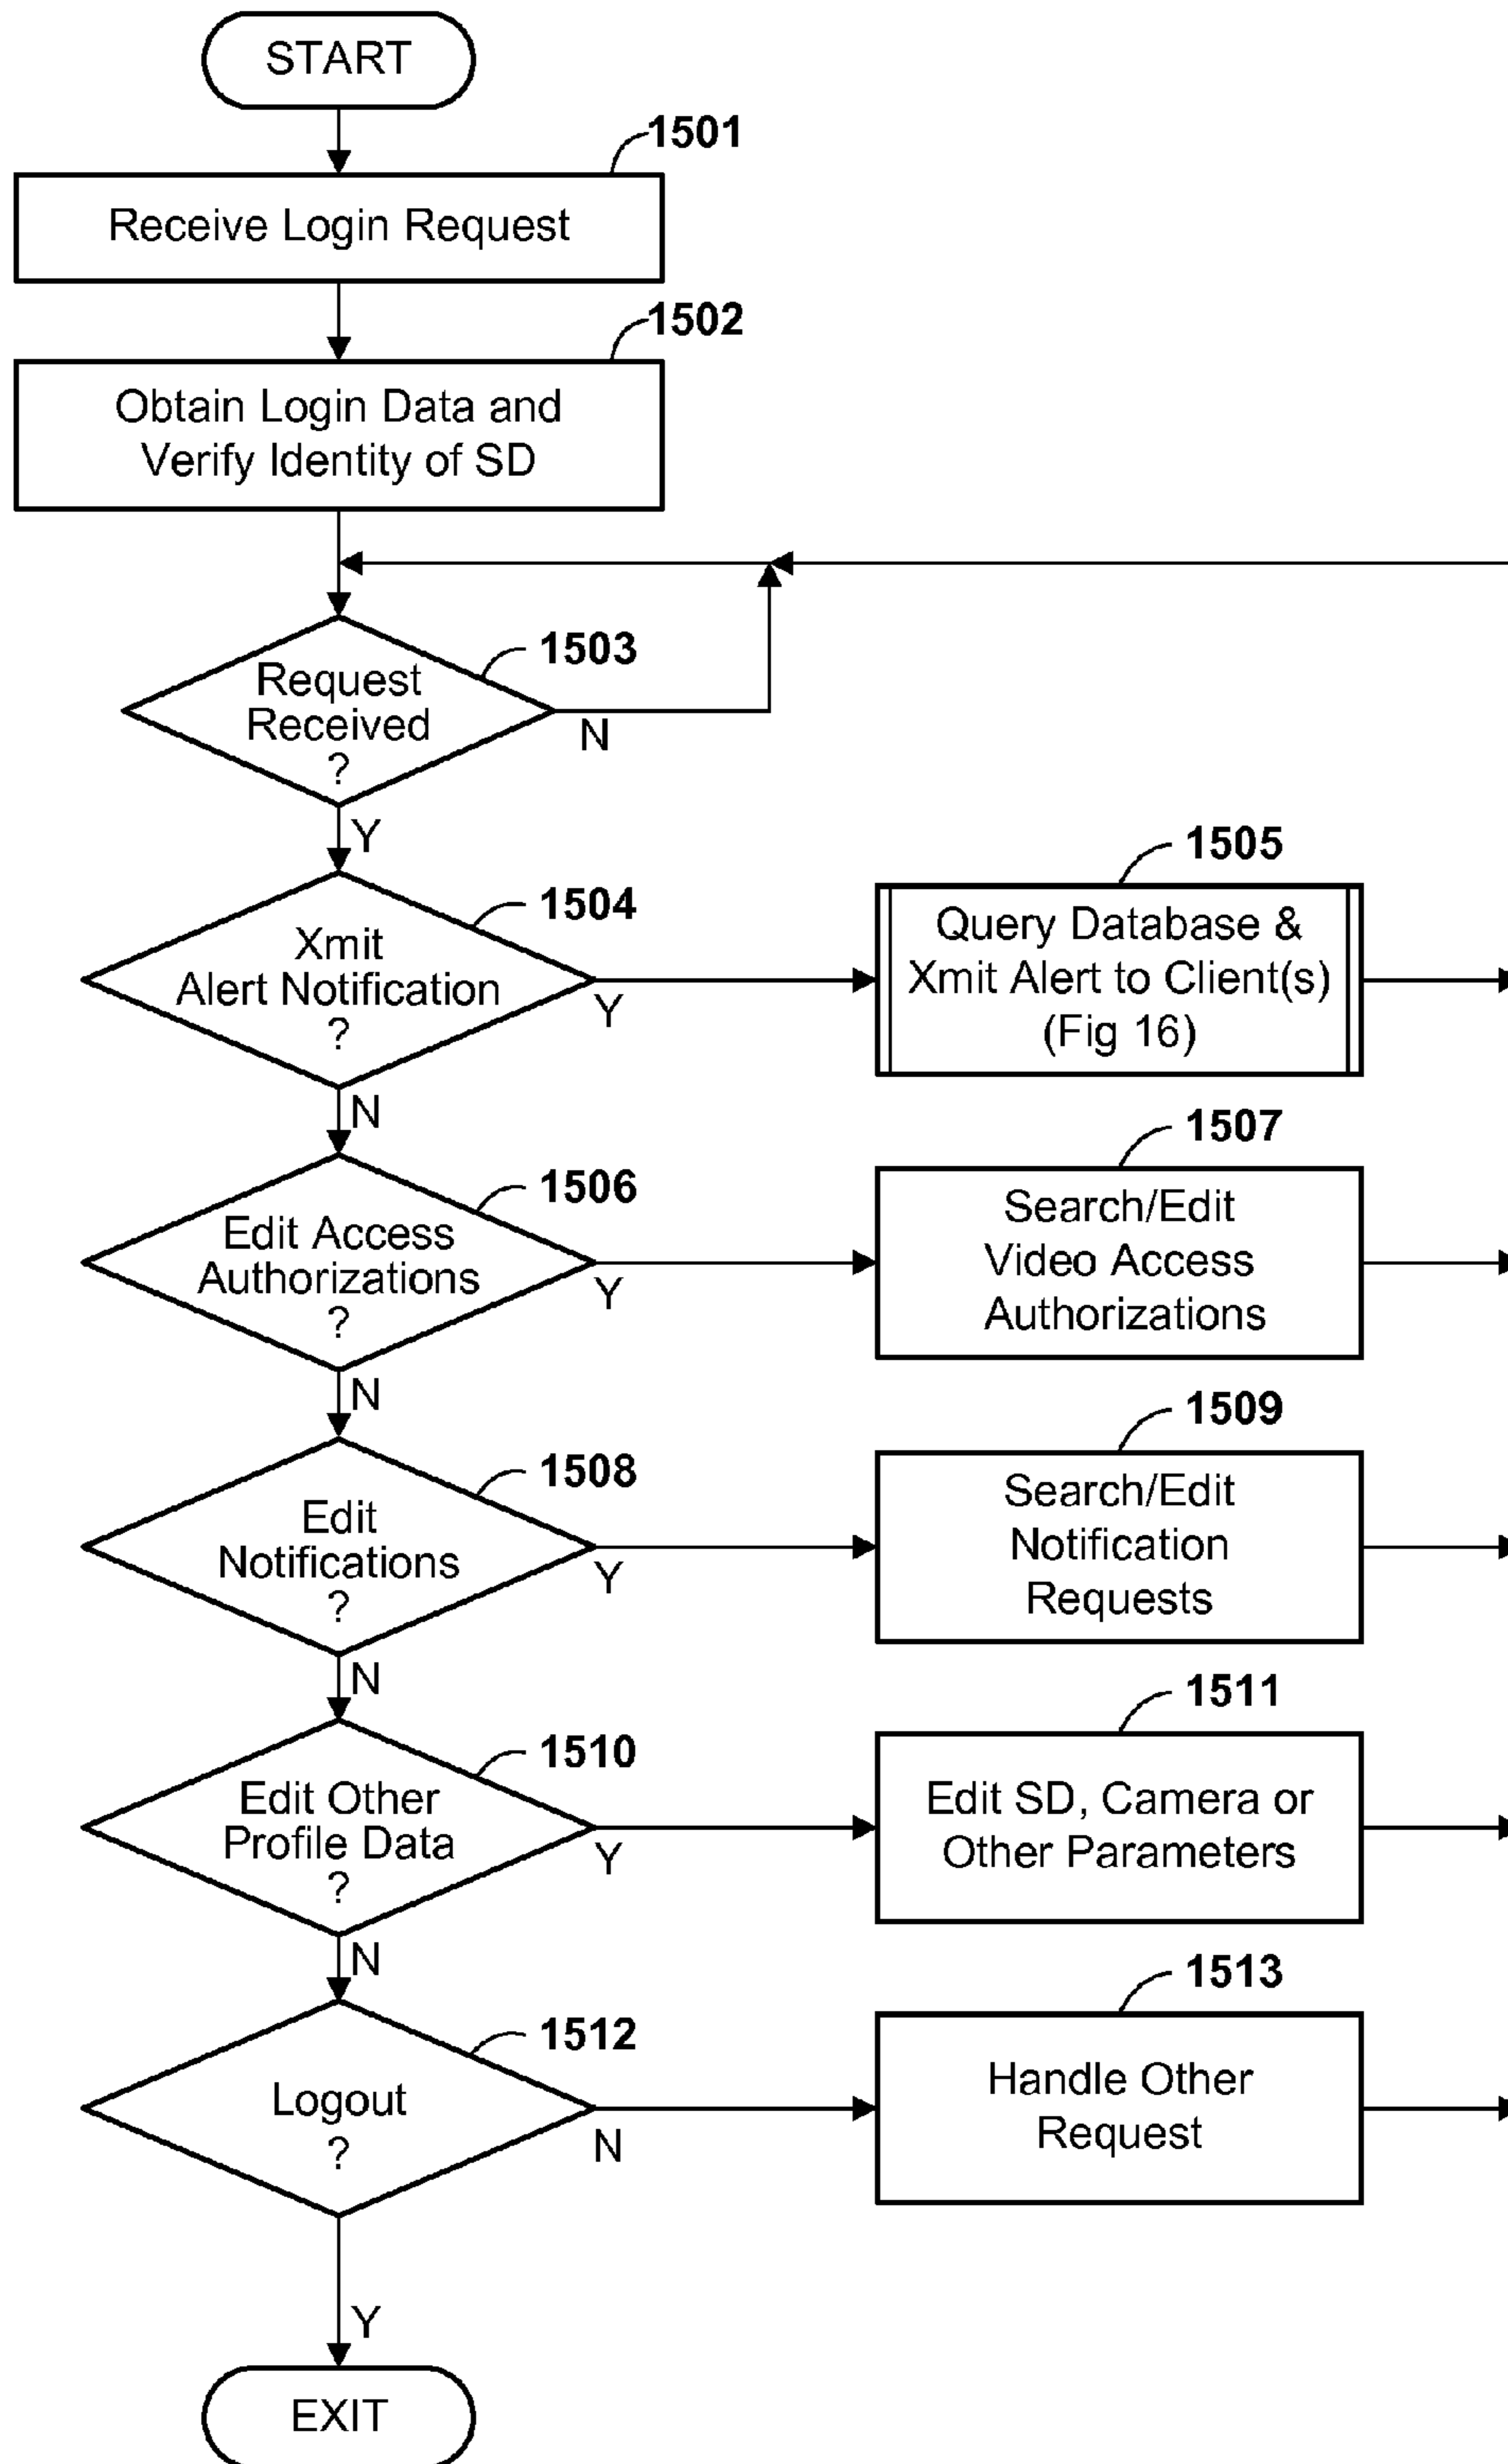 START
1501
Receive Login Request
1502
Obtain Login Data and
Verify Identity of SD
1503
Request
Received
?
N
Y
1504
Xmit
Alert Notification
?
Y
1505
Query Database &
Xmit Alert to Client(s)
(Fig 16)
N
1506
Edit Access
Authorizations
?
Y
1507
Search/Edit
Video Access
Authorizations
N
1508
Edit
Notifications
?
Y
1509
Search/Edit
Notification
Requests
N
1510
Edit Other
Profile Data
?
Y
1511
Edit SD, Camera or
Other Parameters
N
1512
Logout
?
N
1513
Handle Other
Request
Y
EXIT